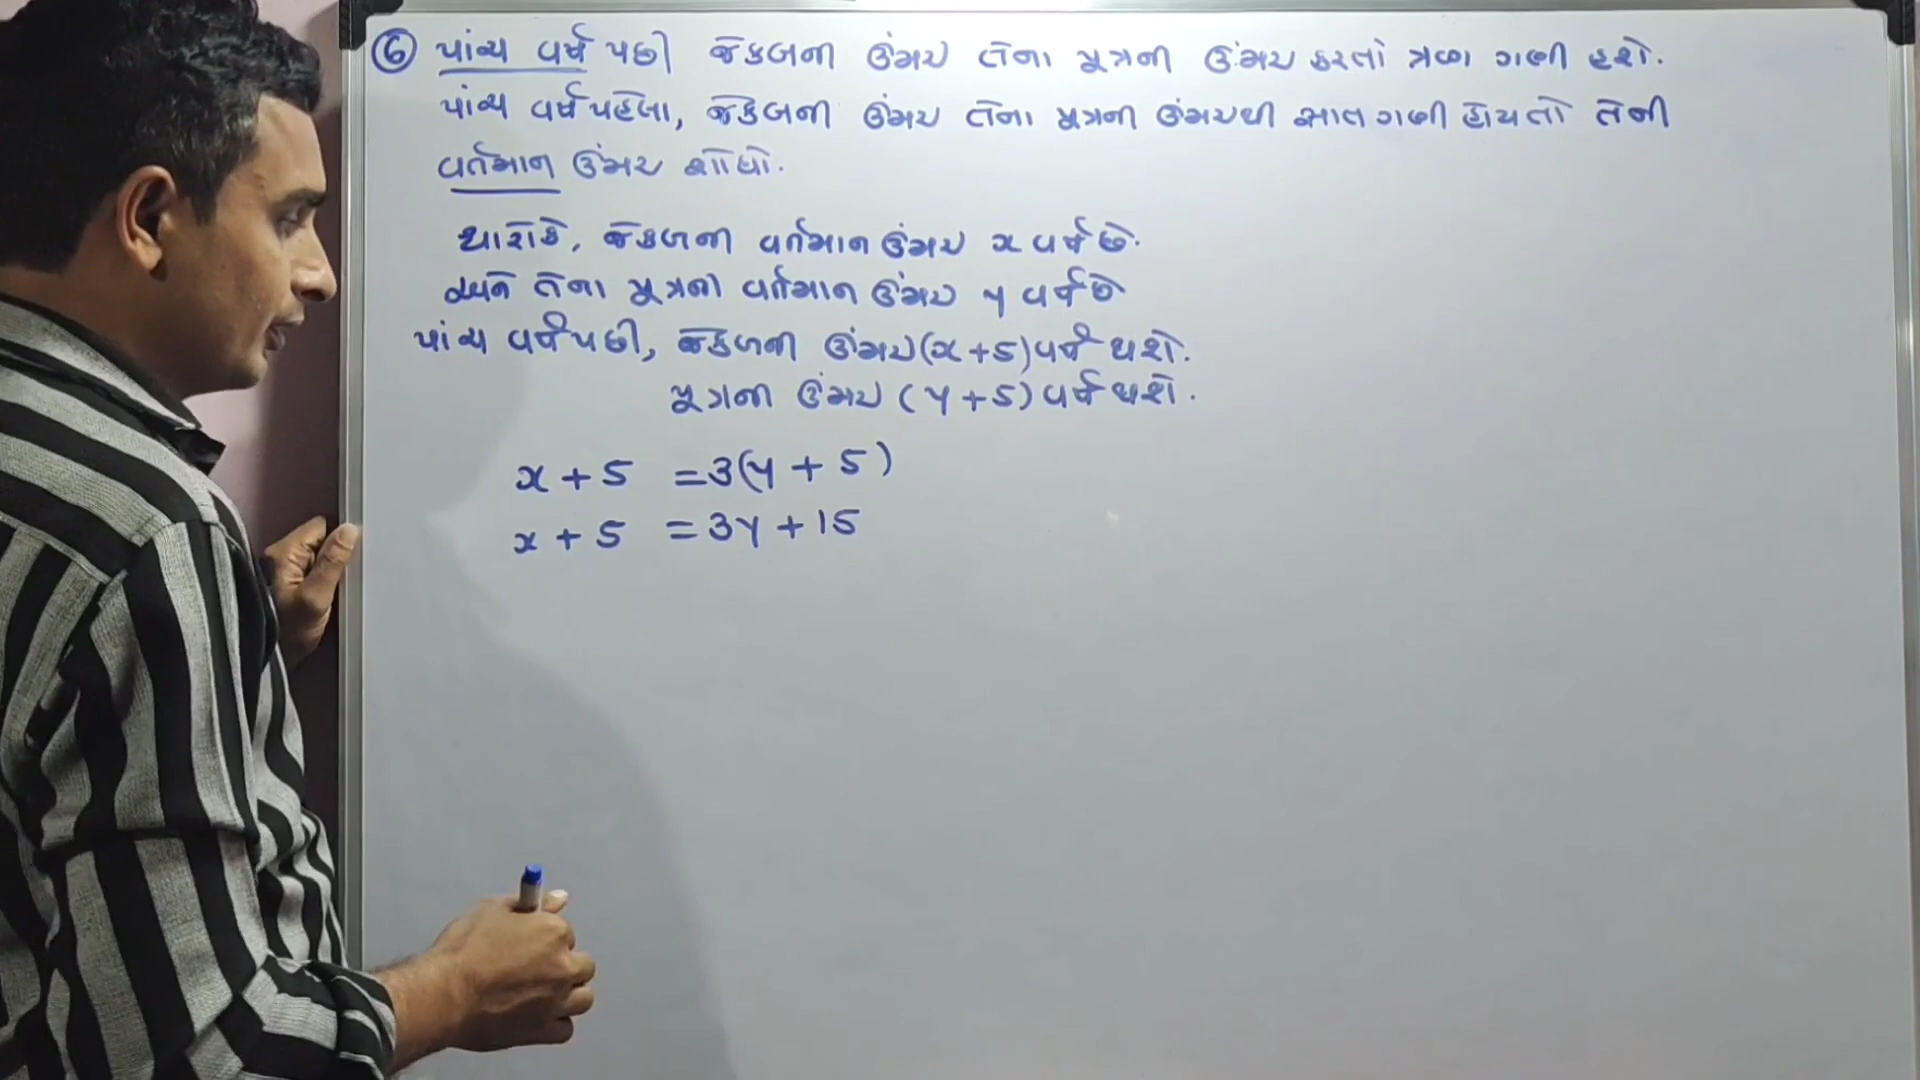 ⑥ પાંચ વર્ષ પછી જેકબની ઉંમર તેના પુત્રની ઉંમર કરતાં ત્રણ ગણી હશે.
પાંચ વર્ષ પહેલા, જેકબની ઉંમર તેના પુત્રની ઉંમરથી સાત ગણી હોય તો તેની
વર્તમાન ઉંમર શોધો.
ધારોકે, જેકબની વર્તમાન ઉંમર x વર્ષ છે.
અને તેના પુત્રની વર્તમાન ઉંમર y વર્ષ છે
પાંચ વર્ષ પછી, જેકબની ઉંમર (x+5) વર્ષ થશે.
પુત્રની ઉંમર (y+5) વર્ષ થશે.
x + 5 = 3(y + 5)
x + 5 = 3y + 15